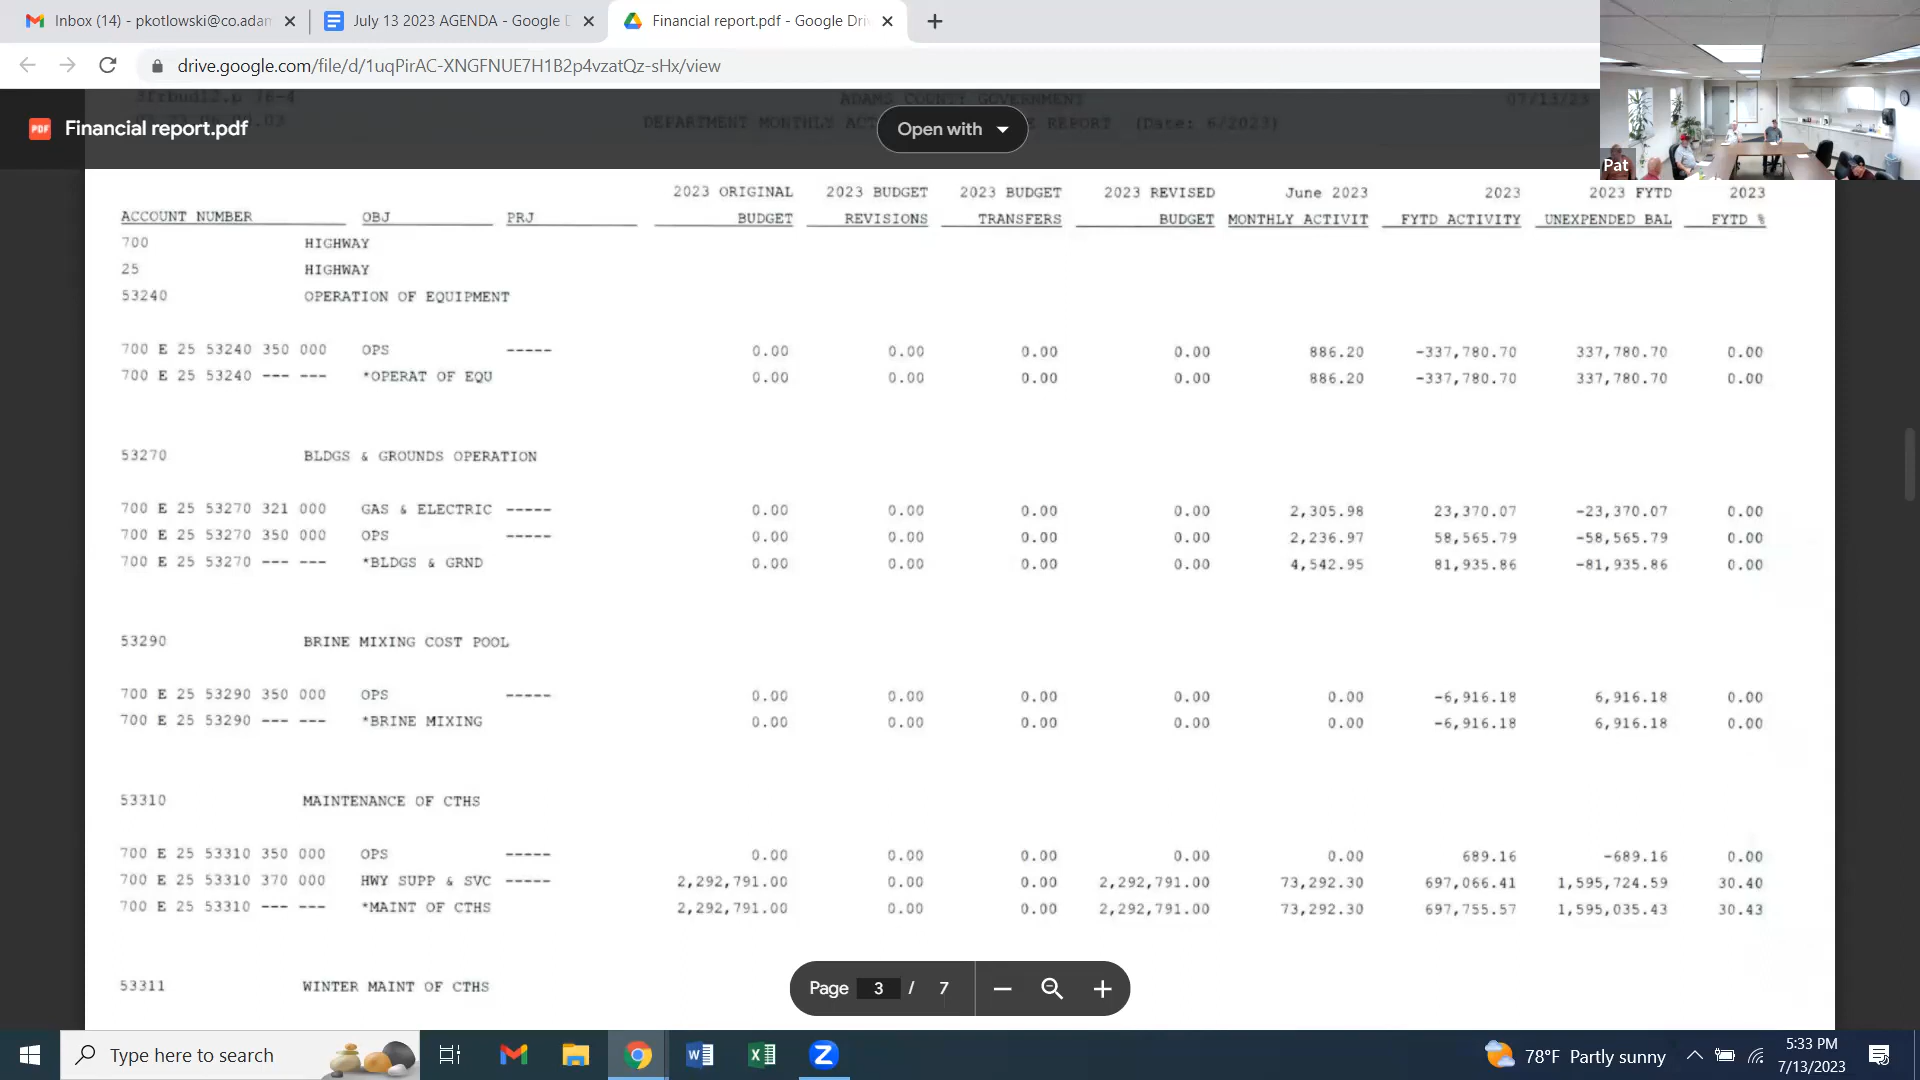 Inbox (14) - pkotlowski@co.adam
July 13 2023 AGENDA - Google D
Financial report.pdf - Google Dri
drive.google.com/file/d/1uqPirAC-XNGFNUE7H1B2p4vzatQz-sHx/view
ADAMS COUNTY GOVERNMENT 07/13/23
PDF Financial report.pdf
DEPARTMENT MONTHLY REPORT (Date: 6/2023)
Open with
Pat
2023 ORIGINAL 2023 BUDGET 2023 BUDGET 2023 REVISED June 2023 2023 2023 FYTD 2023
ACCOUNT NUMBER OBJ PRJ BUDGET REVISIONS TRANSFERS BUDGET MONTHLY ACTIVIT FYTD ACTIVITY UNEXPENDED BAL FYTD %
700 HIGHWAY
25 HIGHWAY
53240 OPERATION OF EQUIPMENT
700 E 25 53240 350 000 OPS ----- 0.00 0.00 0.00 0.00 886.20 -337,780.70 337,780.70 0.00
700 E 25 53240 --- --- *OPERAT OF EQU 0.00 0.00 0.00 0.00 886.20 -337,780.70 337,780.70 0.00
53270 BLDGS & GROUNDS OPERATION
700 E 25 53270 321 000 GAS & ELECTRIC ----- 0.00 0.00 0.00 0.00 2,305.98 23,370.07 -23,370.07 0.00
700 E 25 53270 350 000 OPS ----- 0.00 0.00 0.00 0.00 2,236.97 58,565.79 -58,565.79 0.00
700 E 25 53270 --- --- *BLDGS & GRND 0.00 0.00 0.00 0.00 4,542.95 81,935.86 -81,935.86 0.00
53290 BRINE MIXING COST POOL
700 E 25 53290 350 000 OPS ----- 0.00 0.00 0.00 0.00 0.00 -6,916.18 6,916.18 0.00
700 E 25 53290 --- --- *BRINE MIXING 0.00 0.00 0.00 0.00 0.00 -6,916.18 6,916.18 0.00
53310 MAINTENANCE OF CTHS
700 E 25 53310 350 000 OPS ----- 0.00 0.00 0.00 0.00 0.00 689.16 -689.16 0.00
700 E 25 53310 370 000 HWY SUPP & SVC ----- 2,292,791.00 0.00 0.00 2,292,791.00 73,292.30 697,066.41 1,595,724.59 30.40
700 E 25 53310 --- --- *MAINT OF CTHS 2,292,791.00 0.00 0.00 2,292,791.00 73,292.30 697,755.57 1,595,035.43 30.43
53311 WINTER MAINT OF CTHS
Page 3 / 7
Type here to search
78°F Partly sunny
5:33 PM
7/13/2023